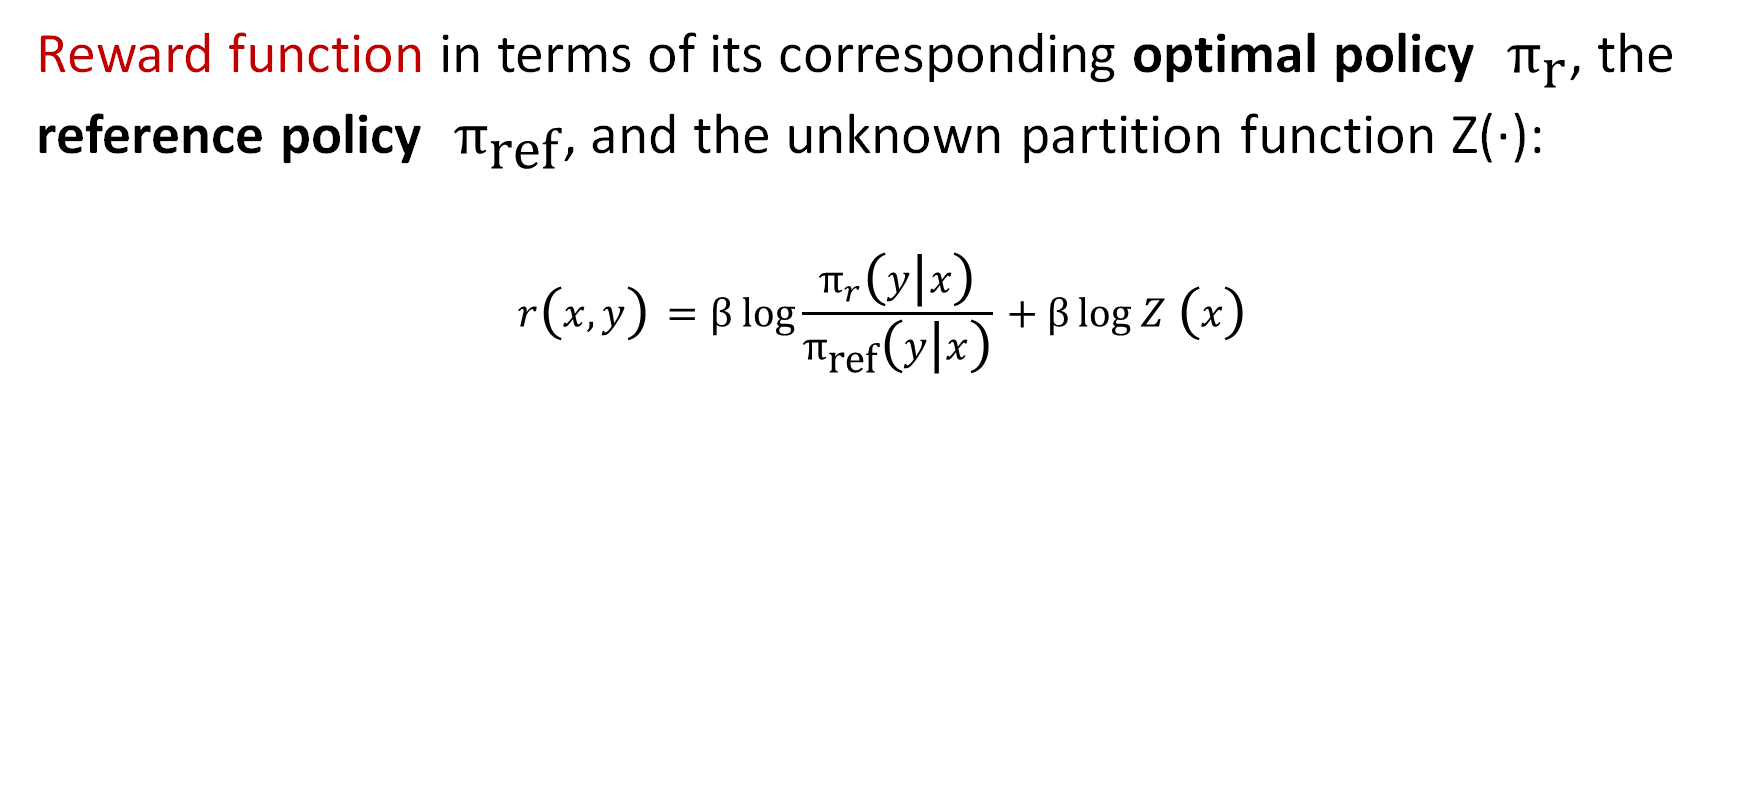 Reward function in terms of its corresponding optimal policy π_r, the
reference policy π_ref, and the unknown partition function Z(·):
r(x,y) = β log π_r(y|x) / π_ref(y|x) + β log Z (x)